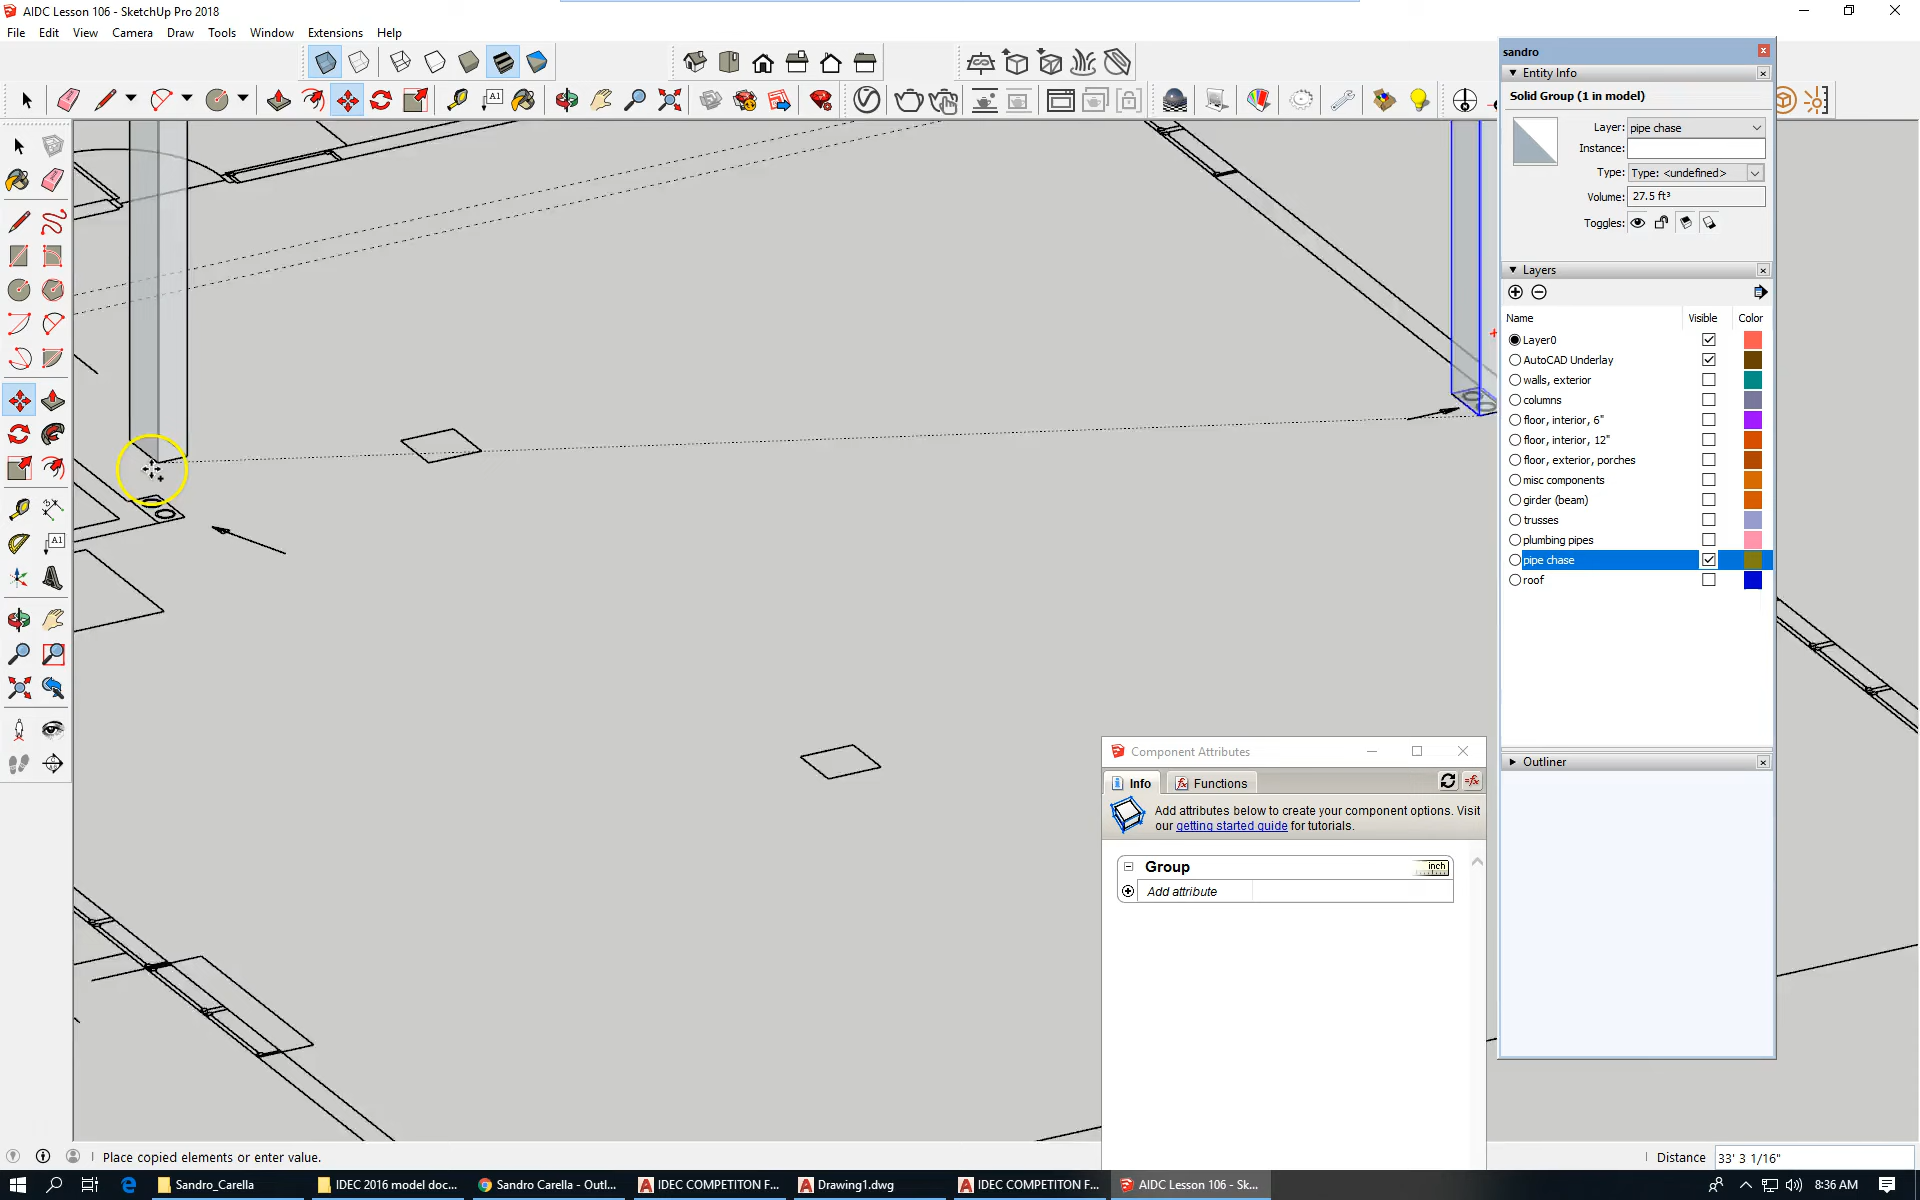 AIDC Lesson 106 - SketchUp Pro 2018
File Edit View Camera Draw Tools Window Extensions Help
A1
sandro
Entity Info
Solid Group (1 in model)
Layer: pipe chase
Instance:
Type: Type: <undefined>
Volume: 27.5 ft³
Toggles:
Layers
Name Visible Color
Layer0
AutoCAD Underlay
walls, exterior
columns
floor, interior, 6"
floor, interior, 12"
floor, exterior, porches
misc components
girder (beam)
trusses
plumbing pipes
pipe chase
roof
Outliner
A1
Component Attributes
Info Functions
Add attributes below to create your component options. Visit
our getting started guide for tutorials.
Group inch
Add attribute
Place copied elements or enter value.
Distance 33' 3 1/16"
Sandro_Carella
IDEC 2016 model doc...
Sandro Carella - Outl...
IDEC COMPETITON F...
Drawing1.dwg
IDEC COMPETITON F...
AIDC Lesson 106 - Sk...
8:36 AM